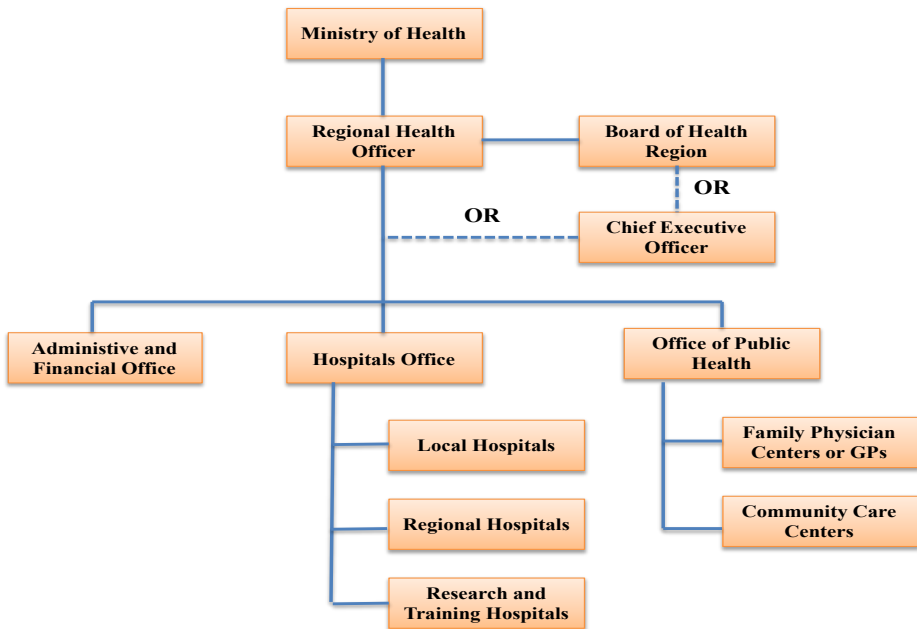 Ministry of Health
Regional Health
Officer
Board of Health
Region
OR
OR
Chief Executive
Officer
Administive and
Financial Office
Hospitals Office
Office of Public
Health
Local Hospitals
Family Physician
Centers or GPs
Regional Hospitals
Community Care
Centers
Research and
Training Hospitals